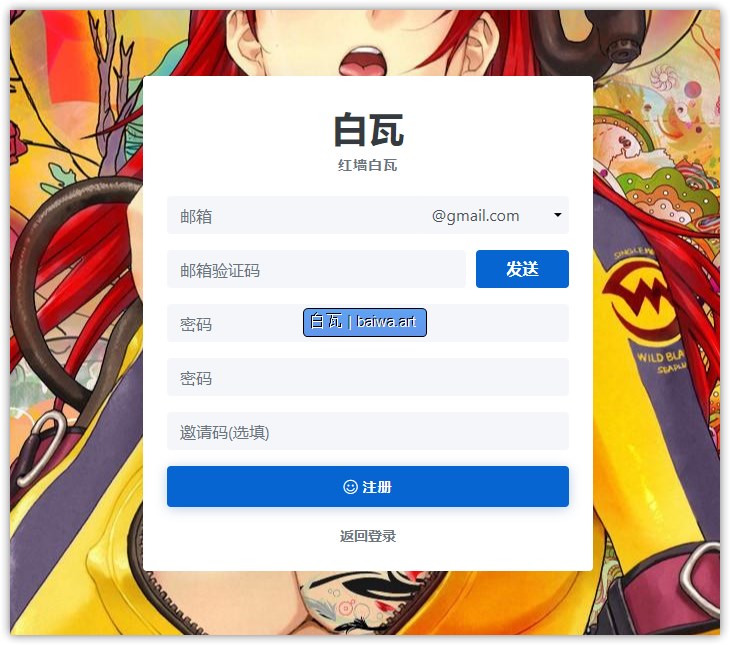 白瓦
红墙白瓦
邮箱 @gmail.com
邮箱验证码 发送
密码
白瓦 | baiwa.art
密码
邀请码(选填)
注册
返回登录
WILD BLA